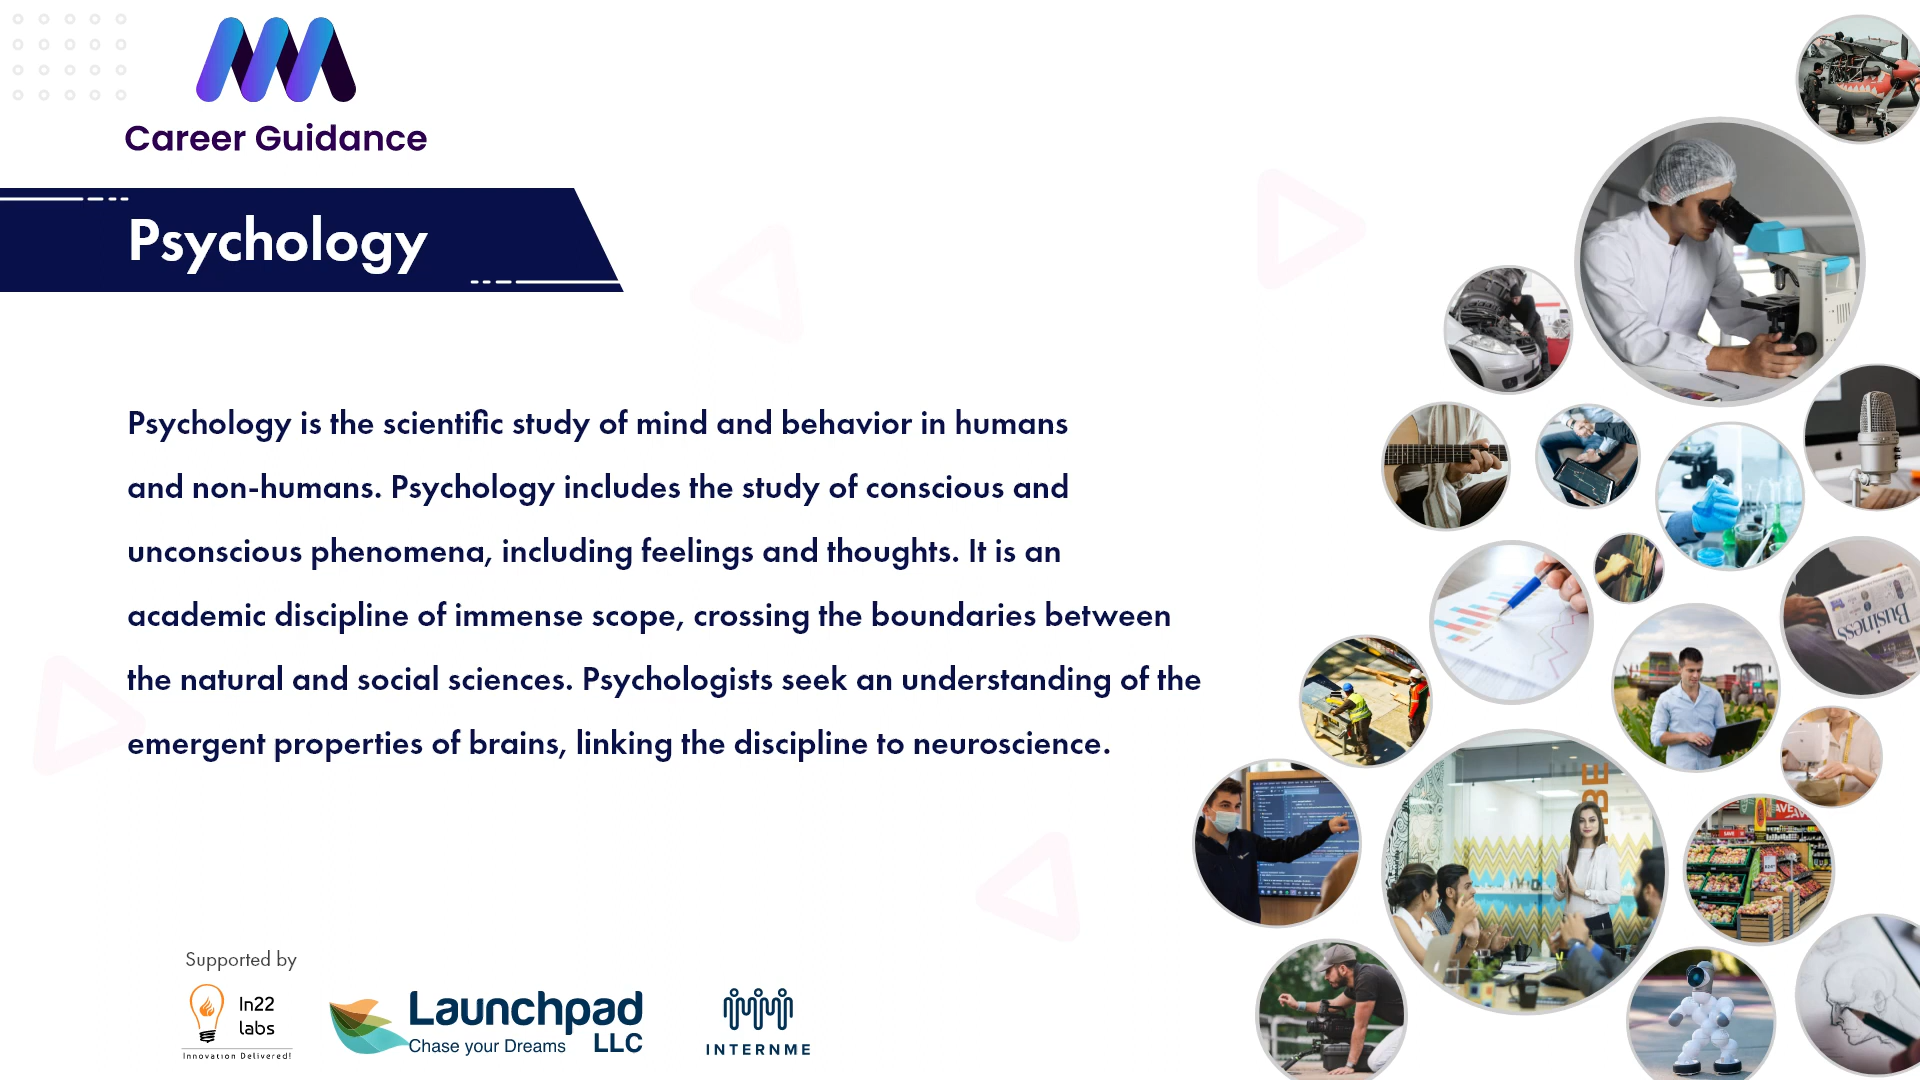 Career Guidance
Psychology
Psychology is the scientific study of mind and behavior in humans
and non-humans. Psychology includes the study of conscious and
unconscious phenomena, including feelings and thoughts. It is an
academic discipline of immense scope, crossing the boundaries between
the natural and social sciences. Psychologists seek an understanding of the
emergent properties of brains, linking the discipline to neuroscience.
Supported by
In22
labs
Innovation Delivered!
Launchpad
Chase your Dreams LLC
INTERNME
Business
SAVE